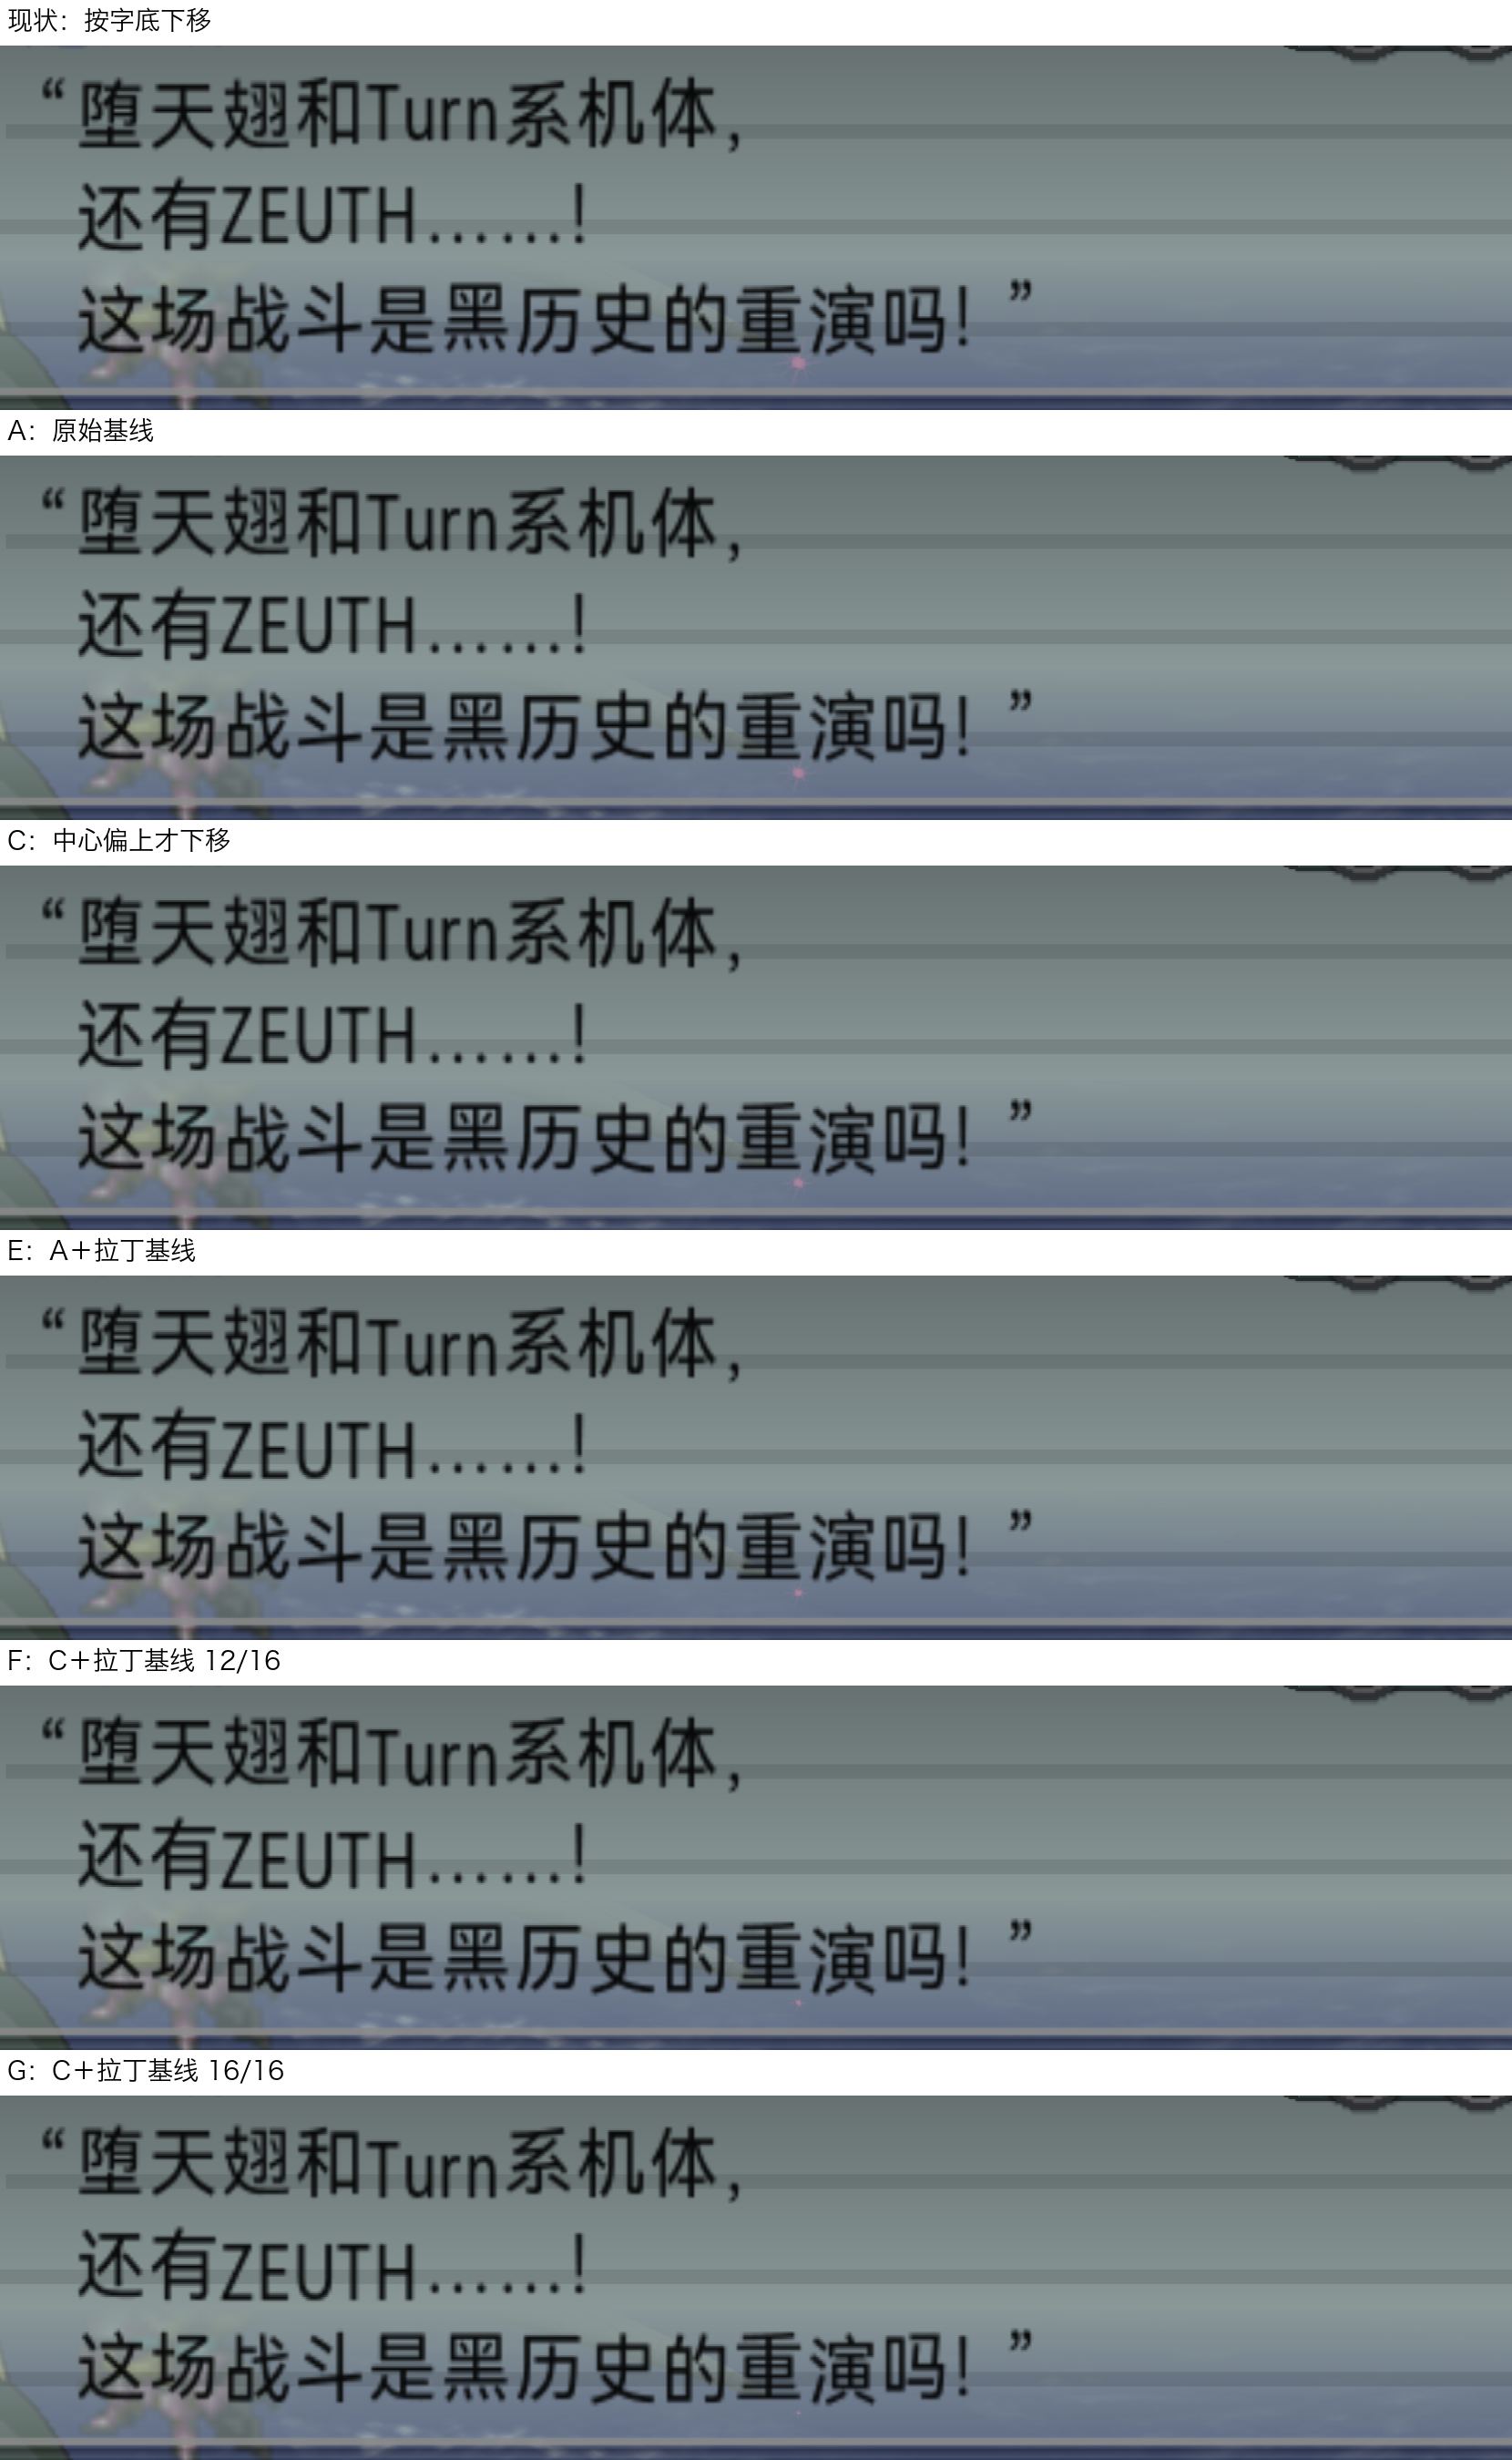 现状：按字底下移
“堕天翅和Turn系机体，
还有ZEUTH……！
这场战斗是黑历史的重演吗！”
A：原始基线
“堕天翅和Turn系机体，
还有ZEUTH……！
这场战斗是黑历史的重演吗！”
C：中心偏上才下移
“堕天翅和Turn系机体，
还有ZEUTH……！
这场战斗是黑历史的重演吗！”
E：A＋拉丁基线
“堕天翅和Turn系机体，
还有ZEUTH……！
这场战斗是黑历史的重演吗！”
F：C＋拉丁基线 12/16
“堕天翅和Turn系机体，
还有ZEUTH……！
这场战斗是黑历史的重演吗！”
G：C＋拉丁基线 16/16
“堕天翅和Turn系机体，
还有ZEUTH……！
这场战斗是黑历史的重演吗！”